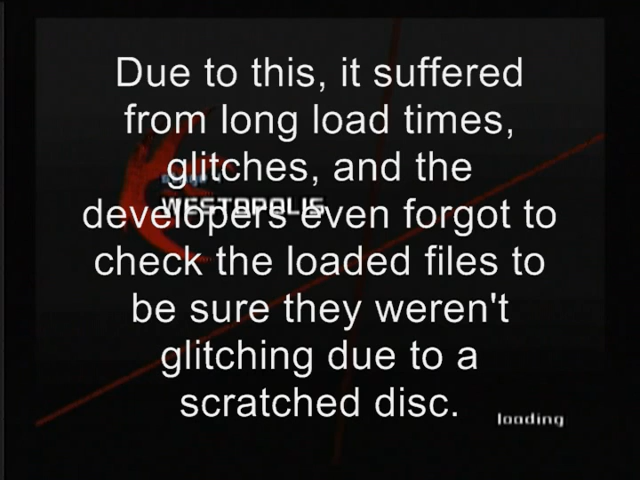 Due to this, it suffered
from long load times,
glitches, and the
WESTOPOLIS
developers even forgot to
check the loaded files to
be sure they weren't
glitching due to a
scratched disc.
loading